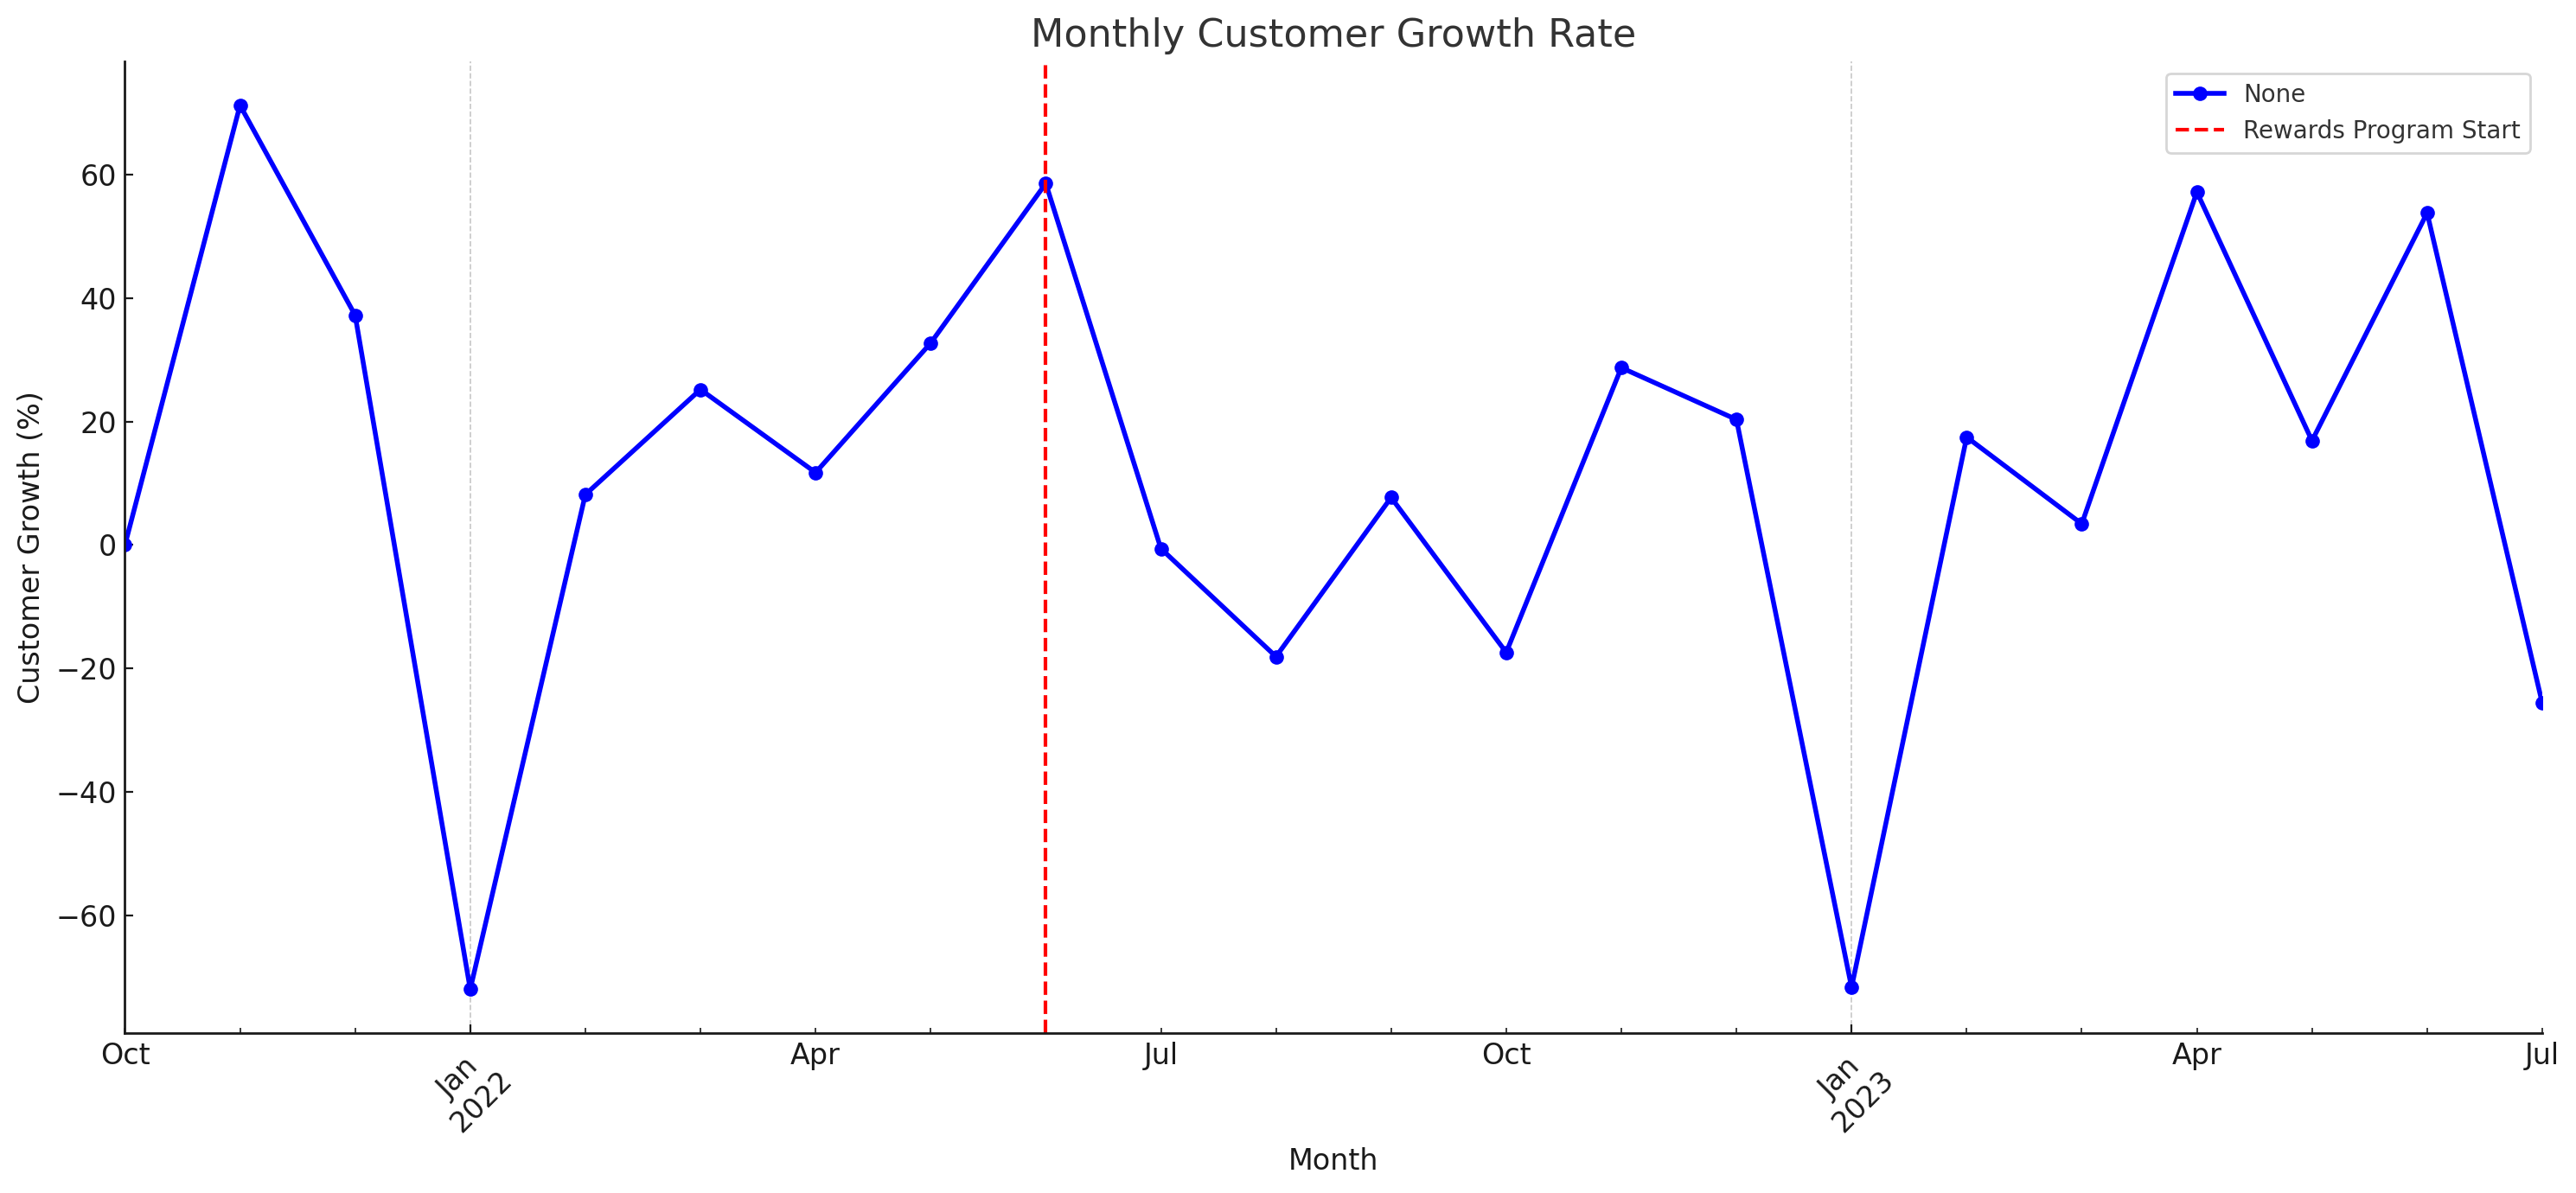 Monthly Customer Growth Rate
None
Rewards Program Start
Customer Growth (%)
60
40
20
0
−20
−40
−60
Oct
Jan
2022
Apr
Jul
Oct
Jan
2023
Apr
Jul
Month